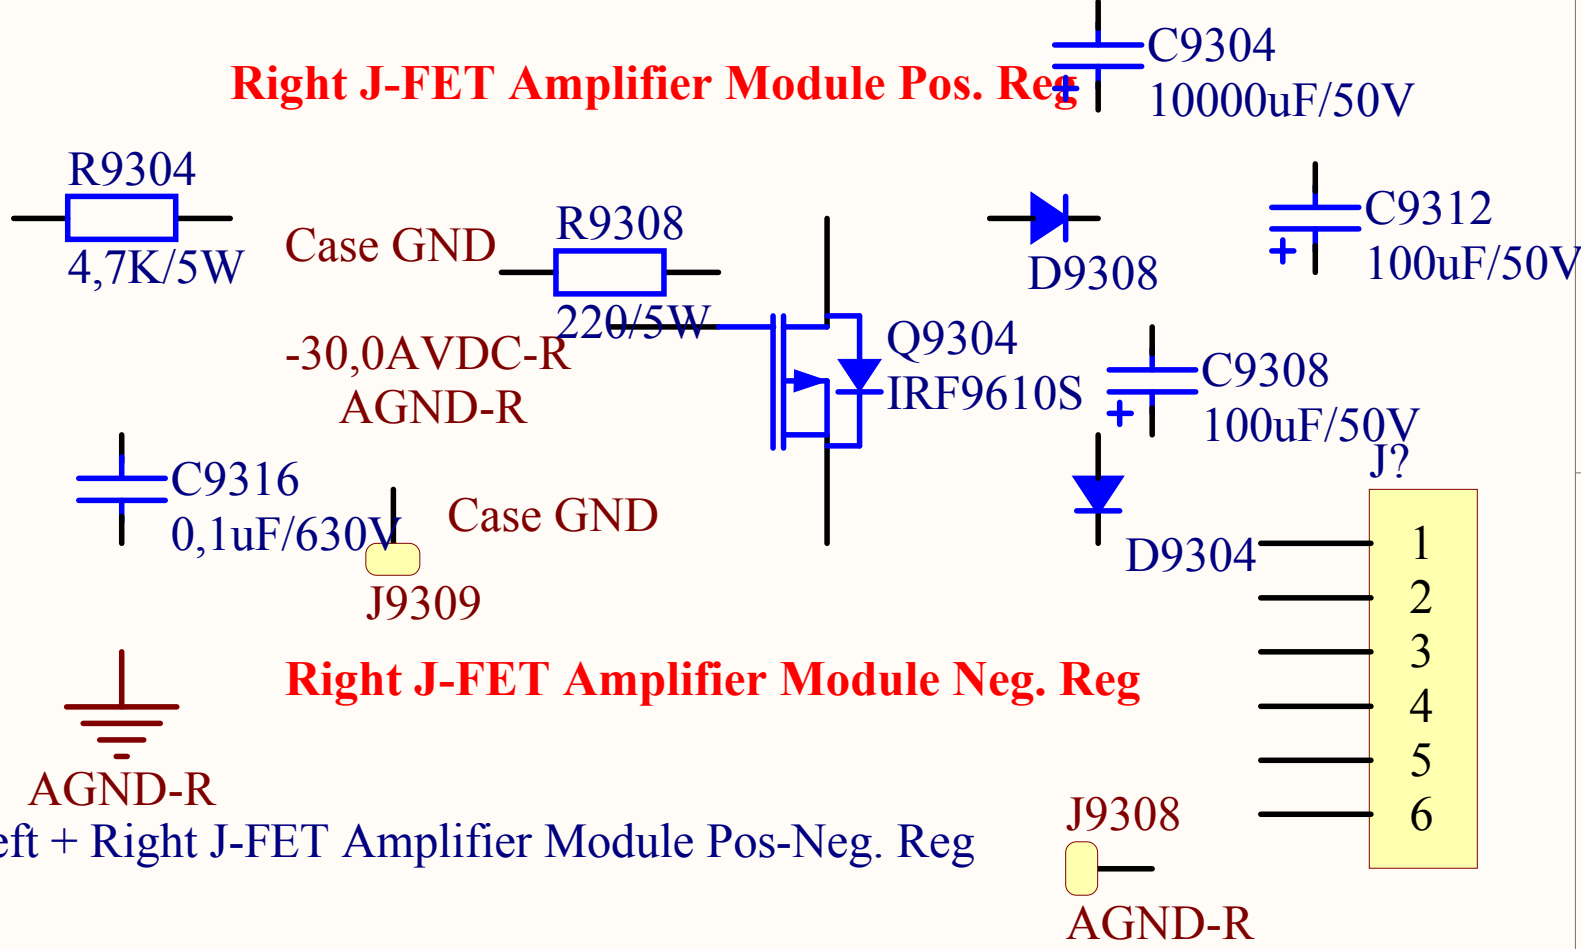 C9304
10000uF/50V
Right J-FET Amplifier Module Pos. Reg
R9304
4,7K/5W
Case GND
R9308
220/5W
D9308
C9312
100uF/50V
-30,0AVDC-R
AGND-R
Q9304
IRF9610S
C9308
100uF/50V
J?
C9316
0,1uF/630V
Case GND
J9309
D9304
1
2
3
4
5
6
Right J-FET Amplifier Module Neg. Reg
AGND-R
eft + Right J-FET Amplifier Module Pos-Neg. Reg
J9308
AGND-R